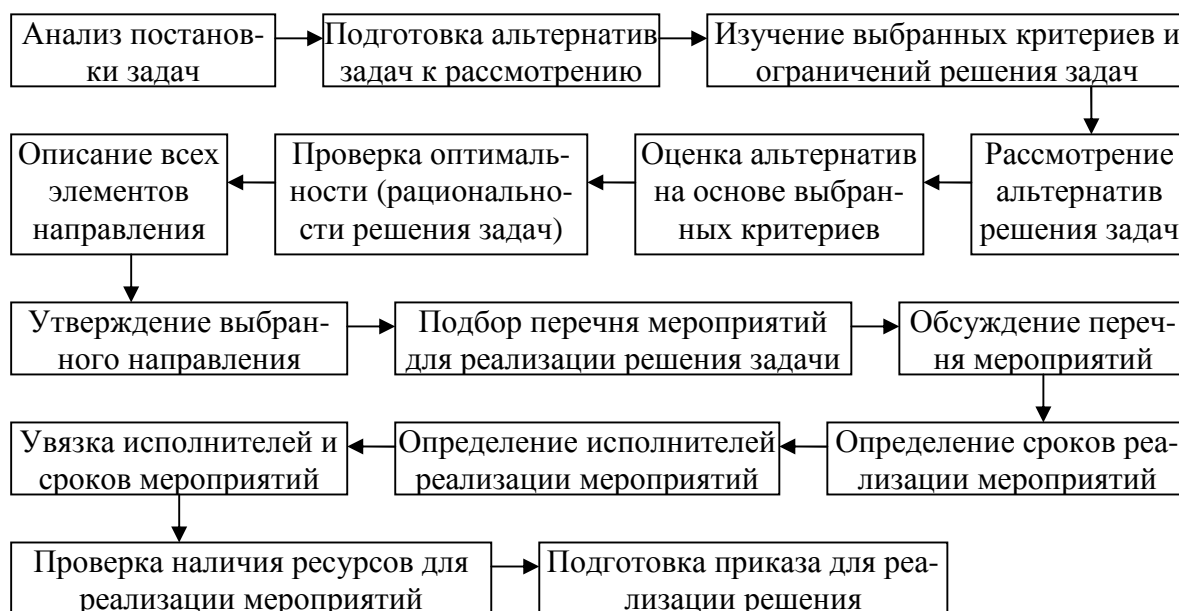 Анализ постанов-
ки задач
Подготовка альтернатив
задач к рассмотрению
Изучение выбранных критериев и
ограничений решения задач
Описание всех
элементов
направления
Проверка оптималь-
ности (рационально-
сти решения задач)
Оценка альтернатив
на основе выбран-
ных критериев
Рассмотрение
альтернатив
решения задач
Утверждение выбран-
ного направления
Подбор перечня мероприятий
для реализации решения задачи
Обсуждение переч-
ня мероприятий
Увязка исполнителей и
сроков мероприятий
Определение исполнителей
реализации мероприятий
Определение сроков реа-
лизации мероприятий
Проверка наличия ресурсов для
реализации мероприятий
Подготовка приказа для реа-
лизации решения